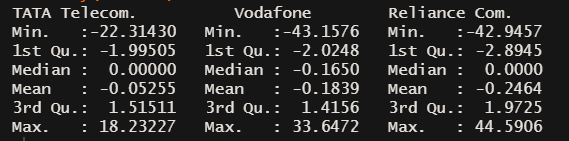 TATA Telecom. Vodafone Reliance Com.
Min. :-22.31430 Min. :-43.1576 Min. :-42.9457
1st Qu.: -1.99505 1st Qu.: -2.0248 1st Qu.: -2.8945
Median : 0.00000 Median : -0.1650 Median : 0.0000
Mean : -0.05255 Mean : -0.1839 Mean : -0.2464
3rd Qu.: 1.51511 3rd Qu.: 1.4156 3rd Qu.: 1.9725
Max. : 18.23227 Max. : 33.6472 Max. : 44.5906